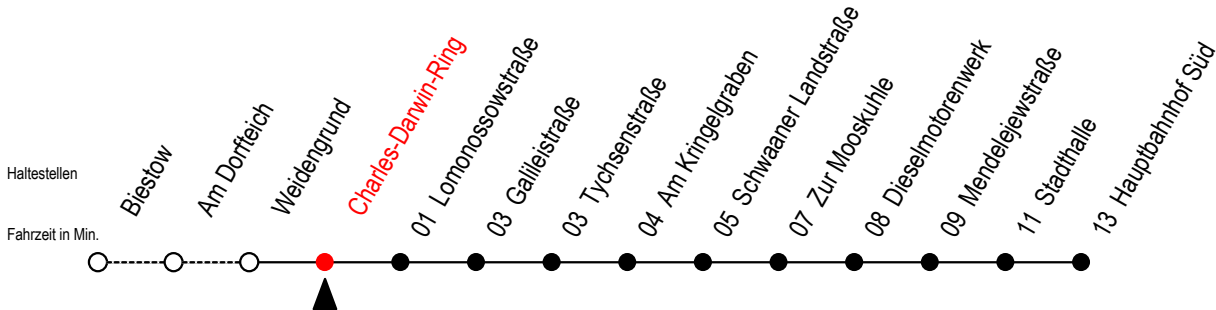 Haltestellen
Fahrzeit in Min.
Biestow
Am Dorfteich
Weidengrund
Charles-Darwin-Ring
01 Lomonossowstraße
03 Galileistraße
03 Tychsenstraße
04 Am Kringelgraben
05 Schwaaner Landstraße
07 Zur Mooskuhle
08 Dieselmotorenwerk
09 Mendelejewstraße
11 Stadthalle
13 Hauptbahnhof Süd